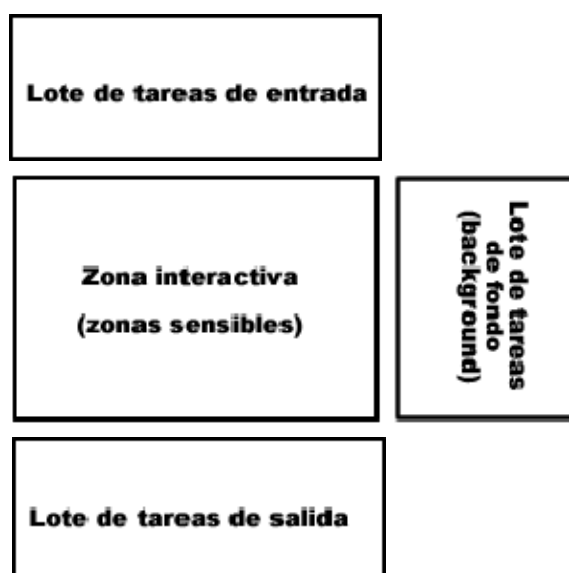 Lote de tareas de entrada
Zona interactiva
(zonas sensibles)
Lote de tareas
de fondo
(background)
Lote de tareas de salida